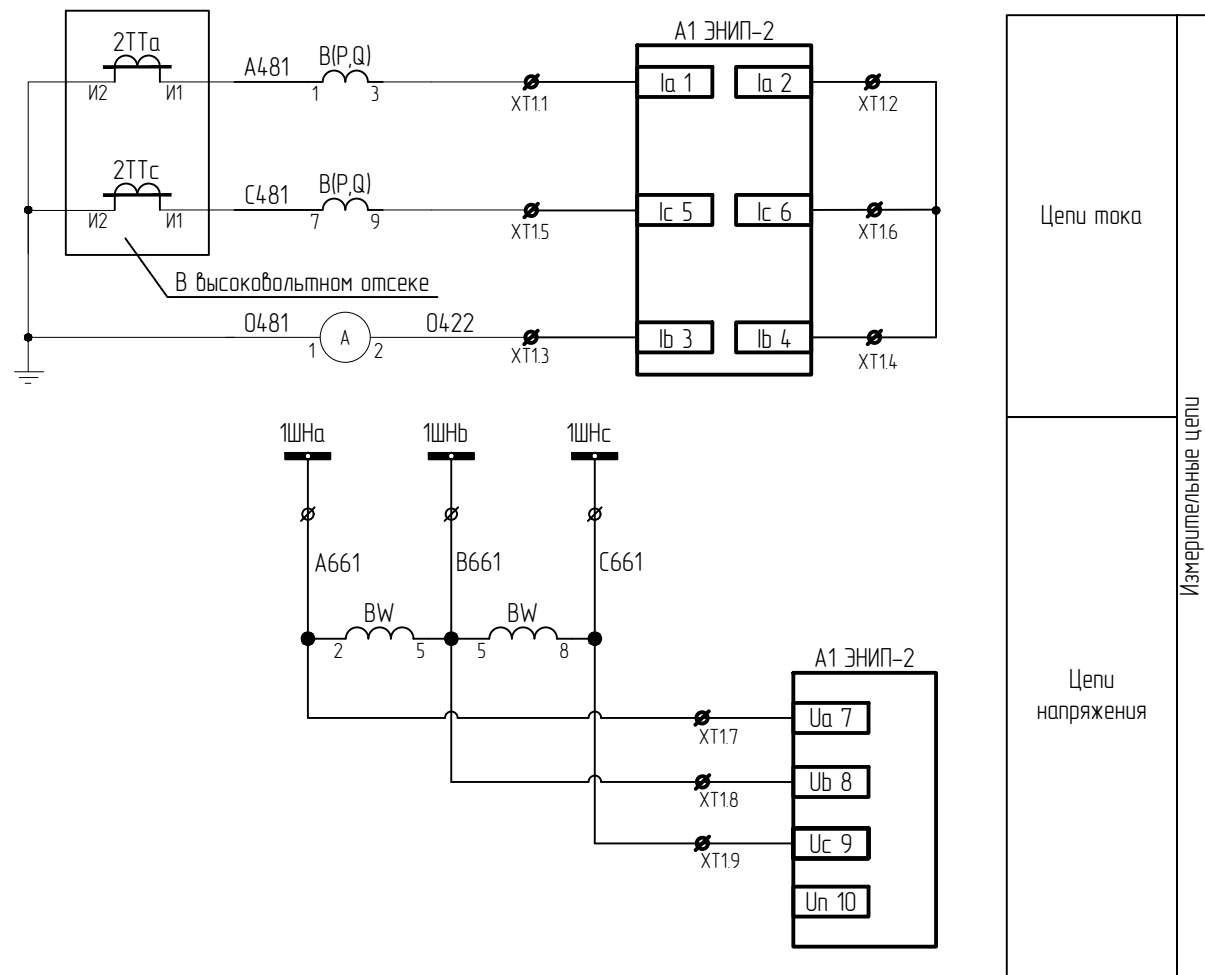 А1 ЭНИП-2
2ТТа
А481
В(P,Q)
И2
И1
1
3
ХТ1.1
Ia 1
Ia 2
ХТ1.2
2ТТс
С481
В(P,Q)
И2
И1
7
9
ХТ1.5
Ic 5
Ic 6
ХТ1.6
В высоковольтном отсеке
0481
A
0422
1
2
ХТ1.3
Ib 3
Ib 4
ХТ1.4
Цепи тока
1ШНа
1ШНb
1ШНс
А661
В661
С661
BW
BW
2
5
5
8
А1 ЭНИП-2
Ua 7
ХТ1.7
Ub 8
ХТ1.8
Uc 9
ХТ1.9
Un 10
Цепи
напряжения
Измерительные цепи